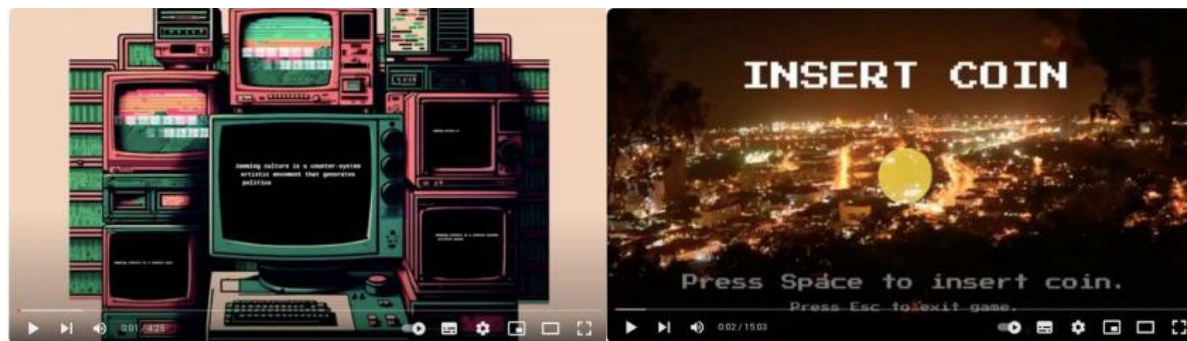 Jamming culture is a counter-system
artistic movement that generates
politics
0:01 / 4:25
INSERT COIN
Press Space to insert coin.
Press Esc to exit game.
0:02 / 15:03